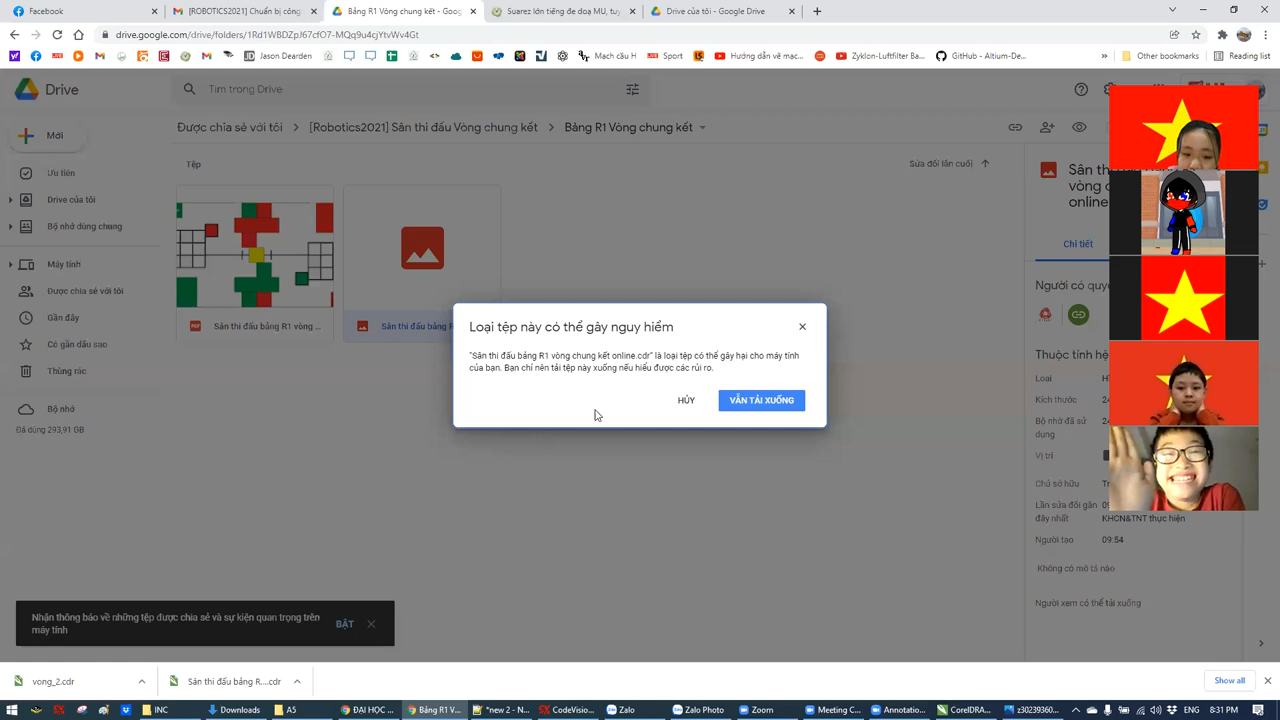 Facebook
[ROBOTICS2021] Chuẩn bị công
Bảng R1 Vòng chung kết - Google
Suarez lớn tiếng đe doạ MU, tuy
Drive của tôi - Google Drive
drive.google.com/drive/folders/1Rd1WBDZpJ67cfO7-MQq9u4cjYtvWv4Gt
Jason Dearden
Mạch cầu H
Sport
Hướng dẫn vẽ mạc...
Zyklon-Luftfilter Ba...
GitHub - Altium-De...
Other bookmarks
Reading list
Drive
Tìm trong Drive
Mới
Được chia sẻ với tôi
[Robotics2021] Sân thi đấu Vòng chung kết
Bảng R1 Vòng chung kết
Ưu tiên
Drive của tôi
Bộ nhớ dùng chung
Máy tính
Được chia sẻ với tôi
Gần đây
Có gắn dấu sao
Thùng rác
Bộ nhớ
Đã dùng 293,91 GB
Tệp
Sửa đổi lần cuối
Sân thi đấu bảng R1 vòng ...
Sân thi đấu bảng R
Loại tệp này có thể gây nguy hiểm
"Sân thi đấu bảng R1 vòng chung kết online.cdr" là loại tệp có thể gây hại cho máy tính
của bạn. Bạn chỉ nên tải tệp này xuống nếu hiểu được các rủi ro.
HỦY
VẪN TẢI XUỐNG
Sân thi
vòng c
online.
Chi tiết
Người có quy
Thuộc tính hệ
Loại
Kích thước
Bộ nhớ đã sử
dụng
Vị trí
Chủ sở hữu
Lần sửa đổi gần
đây nhất
KHCN&TNT thực hiện
Người tạo
09:54
Không có mô tả nào
Người xem có thể tải xuống
Nhận thông báo về những tệp được chia sẻ và sự kiện quan trọng trên
máy tính
BẬT
vong_2.cdr
Sân thi đấu bảng R....cdr
Show all
INC
Downloads
A5
ĐẠI HỌC ...
Bảng R1 V...
*new 2 - N...
CodeVisio...
Zalo
Zalo Photo
Zoom
Meeting C...
Annotatio...
CorelDRA...
z30239360...
8:31 PM